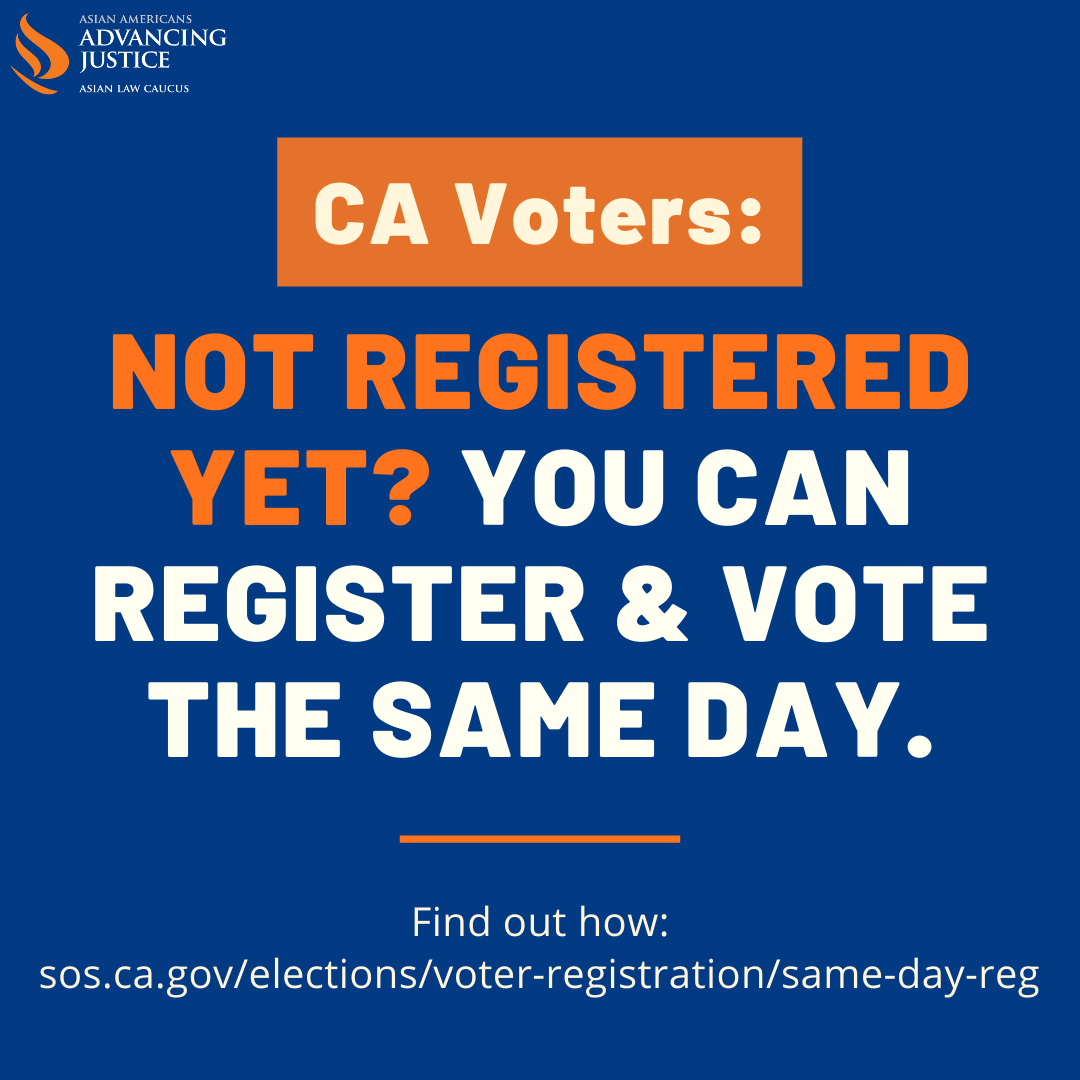 ASIAN AMERICANS
ADVANCING
JUSTICE
ASIAN LAW CAUCUS
CA Voters:
NOT REGISTERED
YET? YOU CAN
REGISTER & VOTE
THE SAME DAY.
Find out how:
sos.ca.gov/elections/voter-registration/same-day-reg